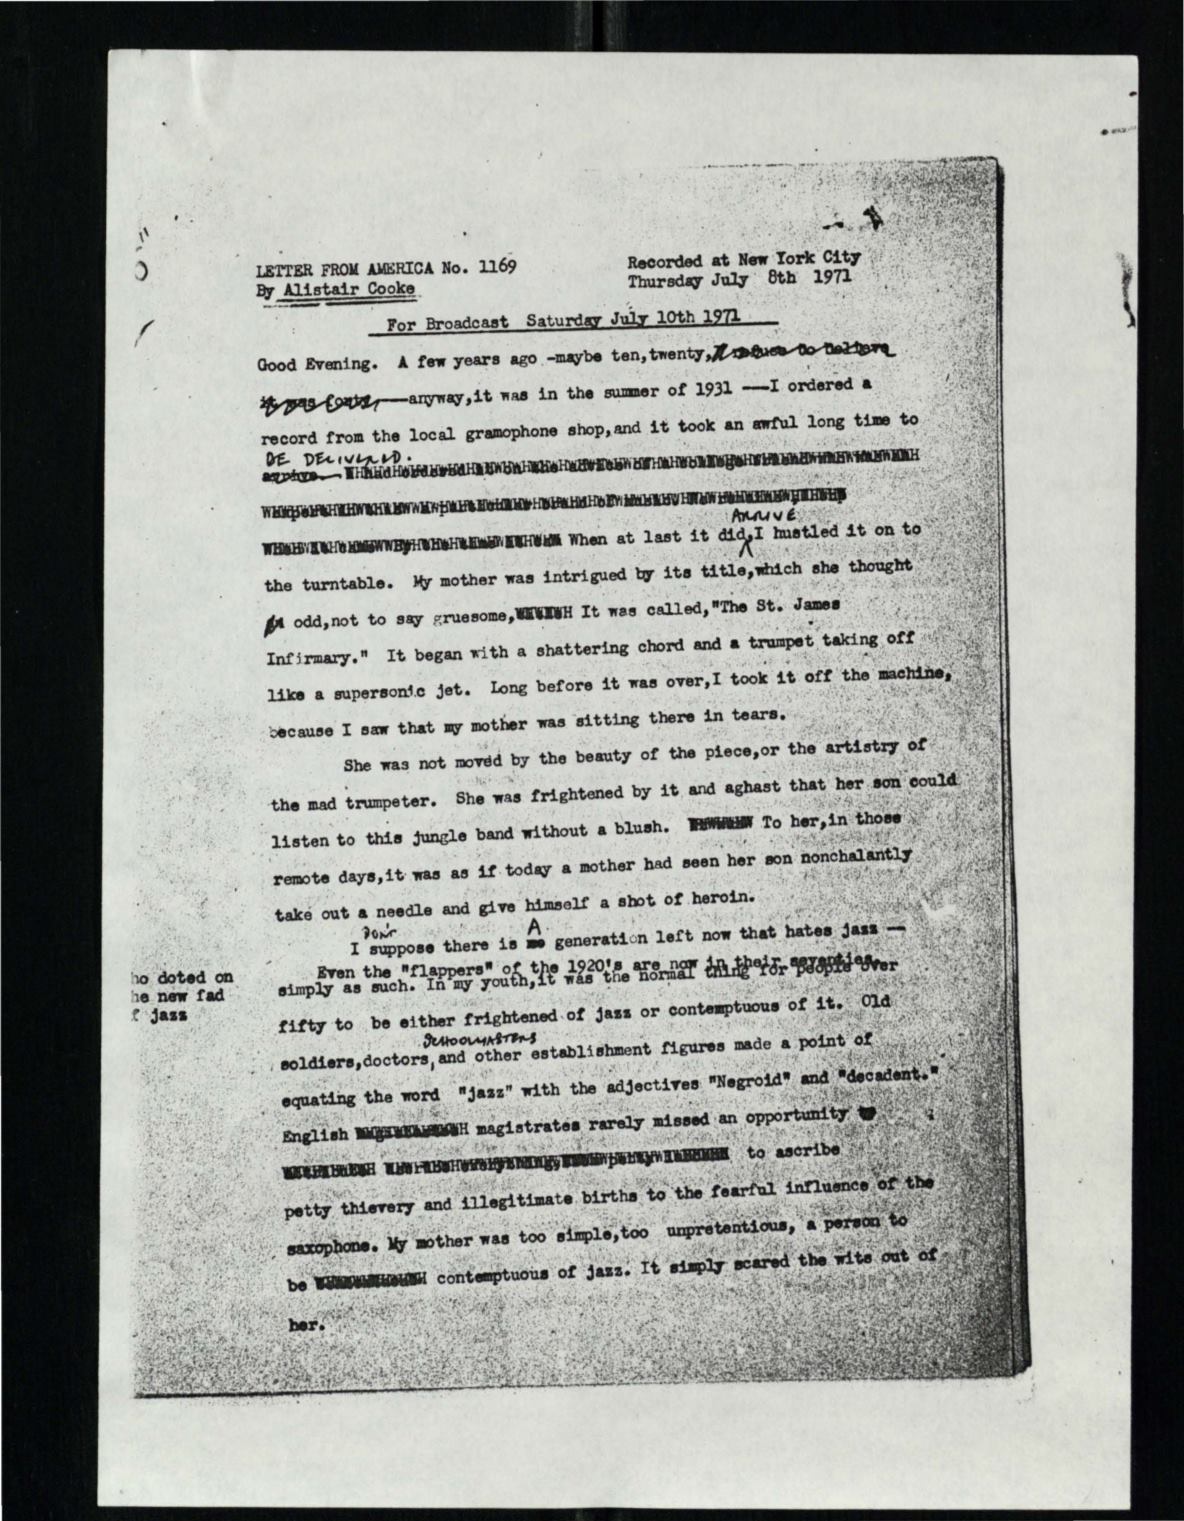 LETTER FROM AMERICA No. 1169
By Alistair Cooke
Recorded at New York City
Thursday July 8th 1971
For Broadcast Saturday July 10th 1971
Good Evening. A few years ago -maybe ten,twenty, I refuse to believe
it was forty, —anyway,it was in the summer of 1931 —I ordered a
record from the local gramophone shop,and it took an awful long time to
BE DELIVERED.
arrive.
ARRIVE
When at last it did,I hustled it on to
the turntable. My mother was intrigued by its title,which she thought
odd,not to say gruesome, It was called,"The St. James
Infirmary." It began with a shattering chord and a trumpet taking off
like a supersonic jet. Long before it was over,I took it off the machine,
because I saw that my mother was sitting there in tears.
She was not moved by the beauty of the piece,or the artistry of
the mad trumpeter. She was frightened by it and aghast that her son could
listen to this jungle band without a blush. To her,in those
remote days,it was as if today a mother had seen her son nonchalantly
take out a needle and give himself a shot of heroin.
DON'T A
I suppose there is no generation left now that hates jazz —
Even the "flappers" of the 1920's are now in their seventies.
ho doted on
he new fad
f jazz
simply as such. In my youth,it was the normal thing for people over
fifty to be either frightened of jazz or contemptuous of it. Old
SCHOOLMASTERS
soldiers,doctors,and other establishment figures made a point of
equating the word "jazz" with the adjectives "Negroid" and "decadent."
English magistrates rarely missed an opportunity to
to ascribe
petty thievery and illegitimate births to the fearful influence of the
saxophone. My mother was too simple,too unpretentious, a person to
be contemptuous of jazz. It simply scared the wits out of
her.